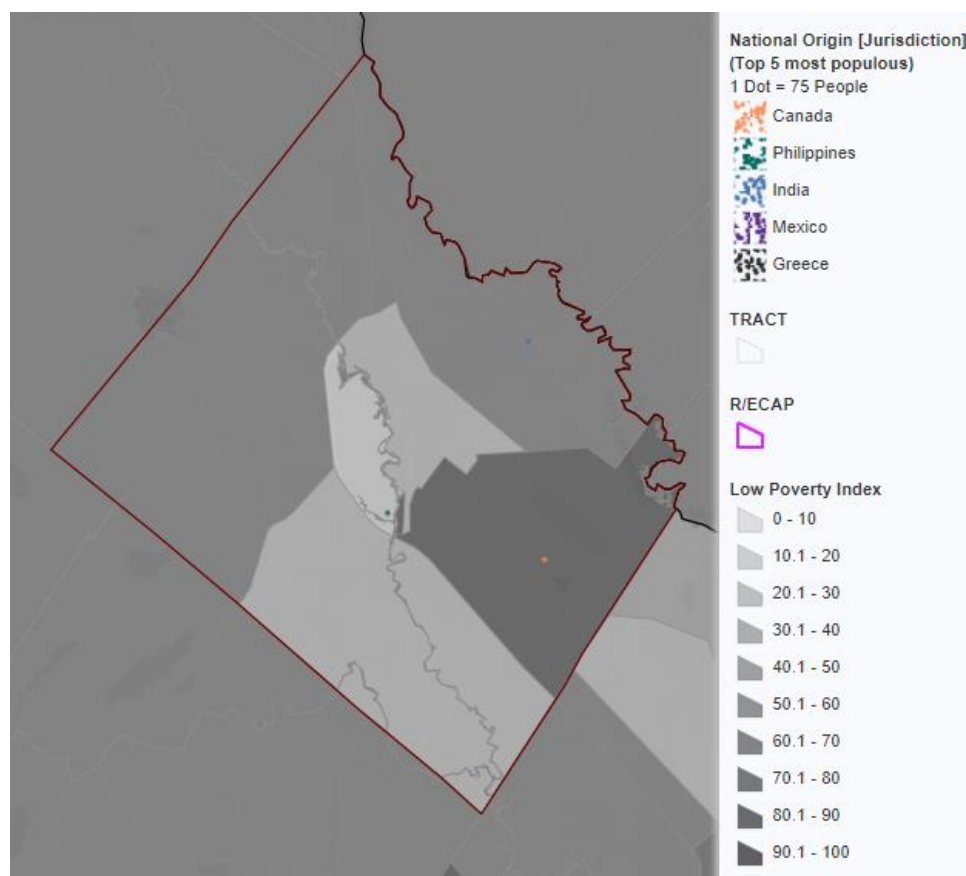 National Origin [Jurisdiction]
(Top 5 most populous)
1 Dot = 75 People
Canada
Philippines
India
Mexico
Greece
TRACT
R/ECAP
Low Poverty Index
0 - 10
10.1 - 20
20.1 - 30
30.1 - 40
40.1 - 50
50.1 - 60
60.1 - 70
70.1 - 80
80.1 - 90
90.1 - 100